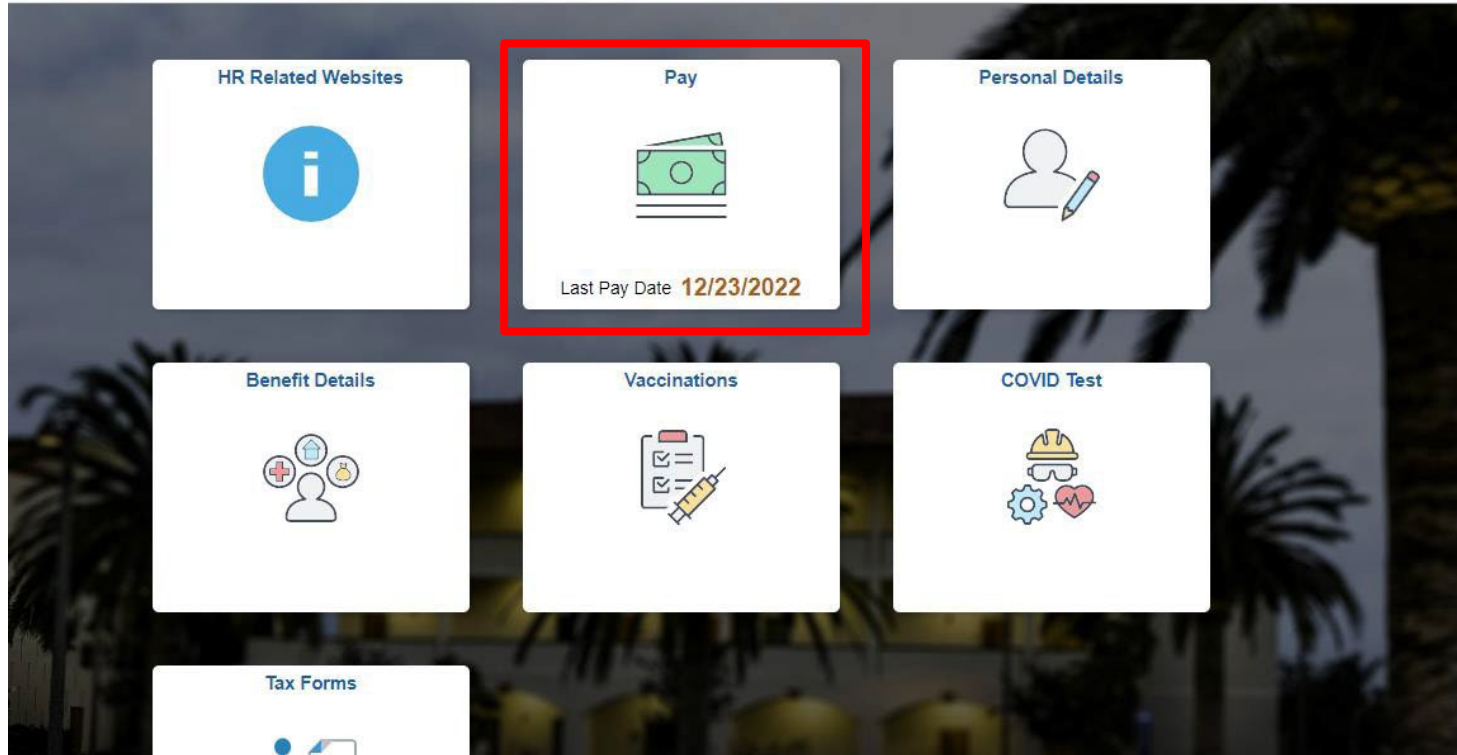 HR Related Websites
Pay
Personal Details
i
Last Pay Date 12/23/2022
Benefit Details
Vaccinations
COVID Test
Tax Forms